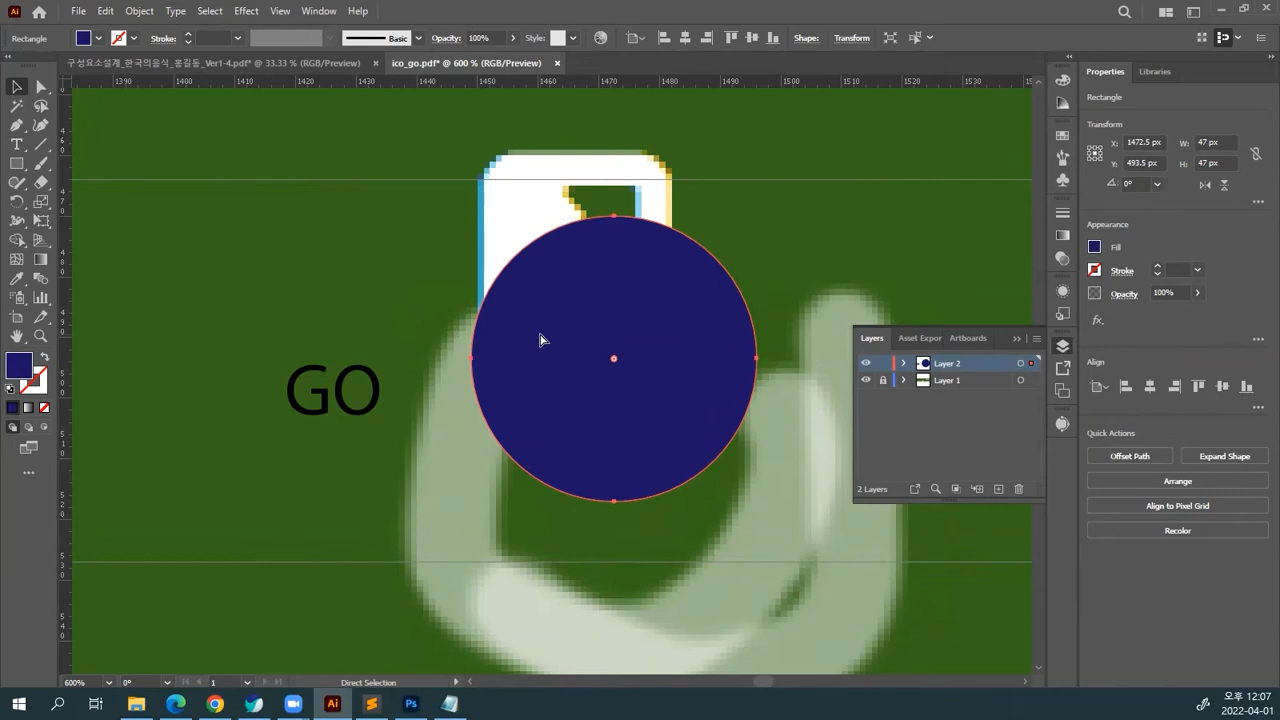 Ai File Edit Object Type Select Effect View Window Help
Rectangle Stroke: Basic Opacity: 100% Style: Shape: Transform
구성요소설계_한국의음식_홍길동_Ver1-4.pdf* @ 33.33 % (RGB/Preview) × ico_go.pdf* @ 600 % (RGB/Preview) ×
1390 1400 1410 1420 1430 1440 1450 1460 1470 1480 1490 1500 1510 1520 1530
GO
Properties Libraries
Rectangle
Transform
X: 1472.5 px W: 47 px
Y: 493.5 px H: 47 px
0°
Appearance
Fill
Stroke
Opacity 100%
fx.
Align
Quick Actions
Offset Path Expand Shape
Arrange
Align to Pixel Grid
Recolor
Layers Asset Expor Artboards
Layer 2
Layer 1
2 Layers
600% 0° 1 Direct Selection
Ai Ps
오후 12:07
2022-04-01